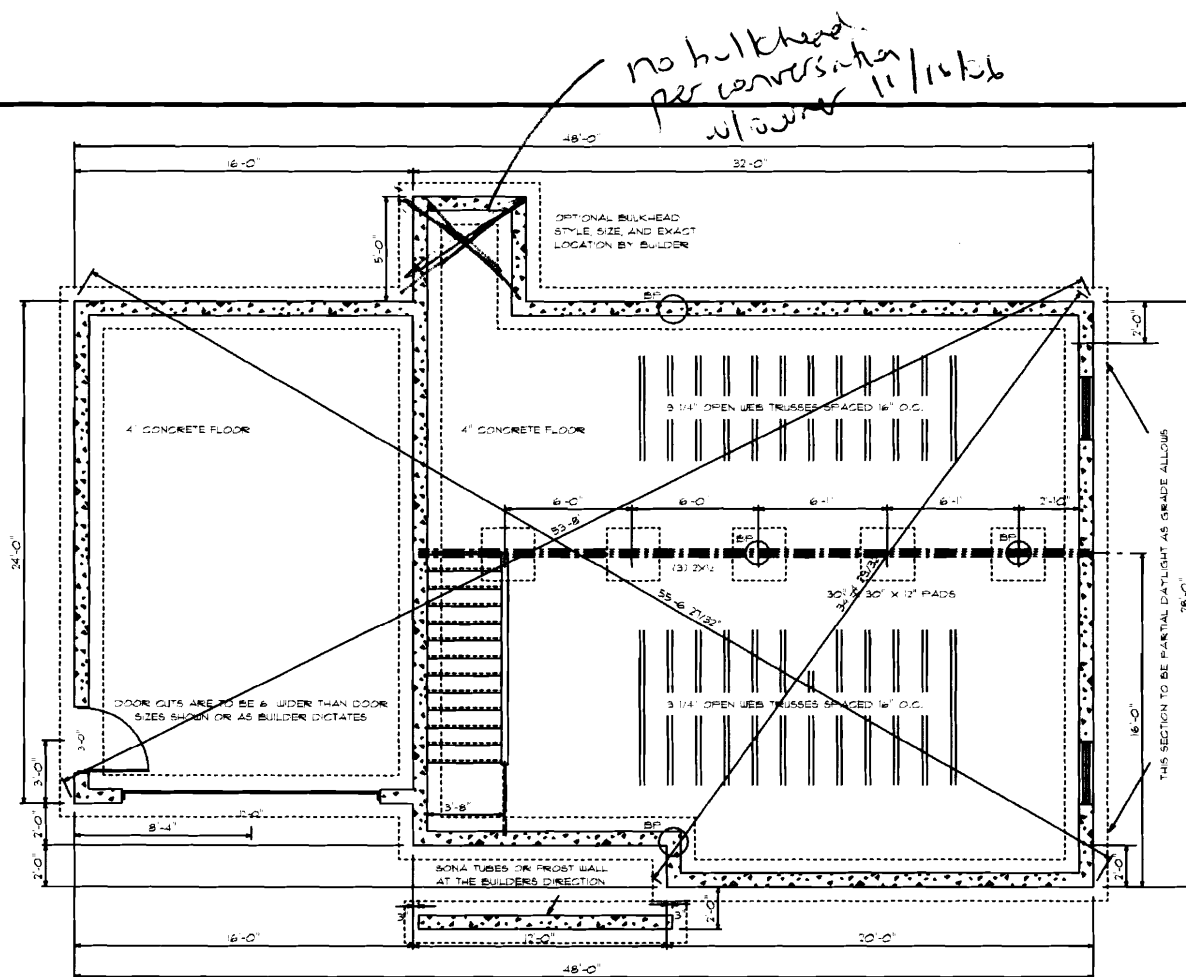 no bulkhead
per conversation
w/owner 11/16/06
48'-0"
16'-0"
32'-0"
5'-0"
OPTIONAL BULKHEAD
STYLE, SIZE, AND EXACT
LOCATION BY BUILDER
BP
2'-0"
9 1/4" OPEN WEB TRUSSES SPACED 16" O.C.
4" CONCRETE FLOOR
4" CONCRETE FLOOR
6'-0"
6'-0
6'-1"
6'-1"
2'-10"
53'-8"
BP
BP
(3) 2X12
24'-0"
28'-0"
30" X 30" X 12" PADS
55'-6 27/32"
THIS SECTION TO BE PARTIAL DAYLIGHT AS GRADE ALLOWS
DOOR CUTS ARE TO BE 6 WIDER THAN DOOR
SIZES SHOWN OR AS BUILDER DICTATES
9 1/4" OPEN WEB TRUSSES SPACED 16" O.C.
16'-0"
3'-0"
3'-0"
3'-8"
8'-4"
2'-0"
BP
2'-0"
2'-0"
SONA TUBES OR FROST WALL
AT THE BUILDERS DIRECTION
3"
2'-0"
16'-0"
12'-0"
20'-0"
48'-0"